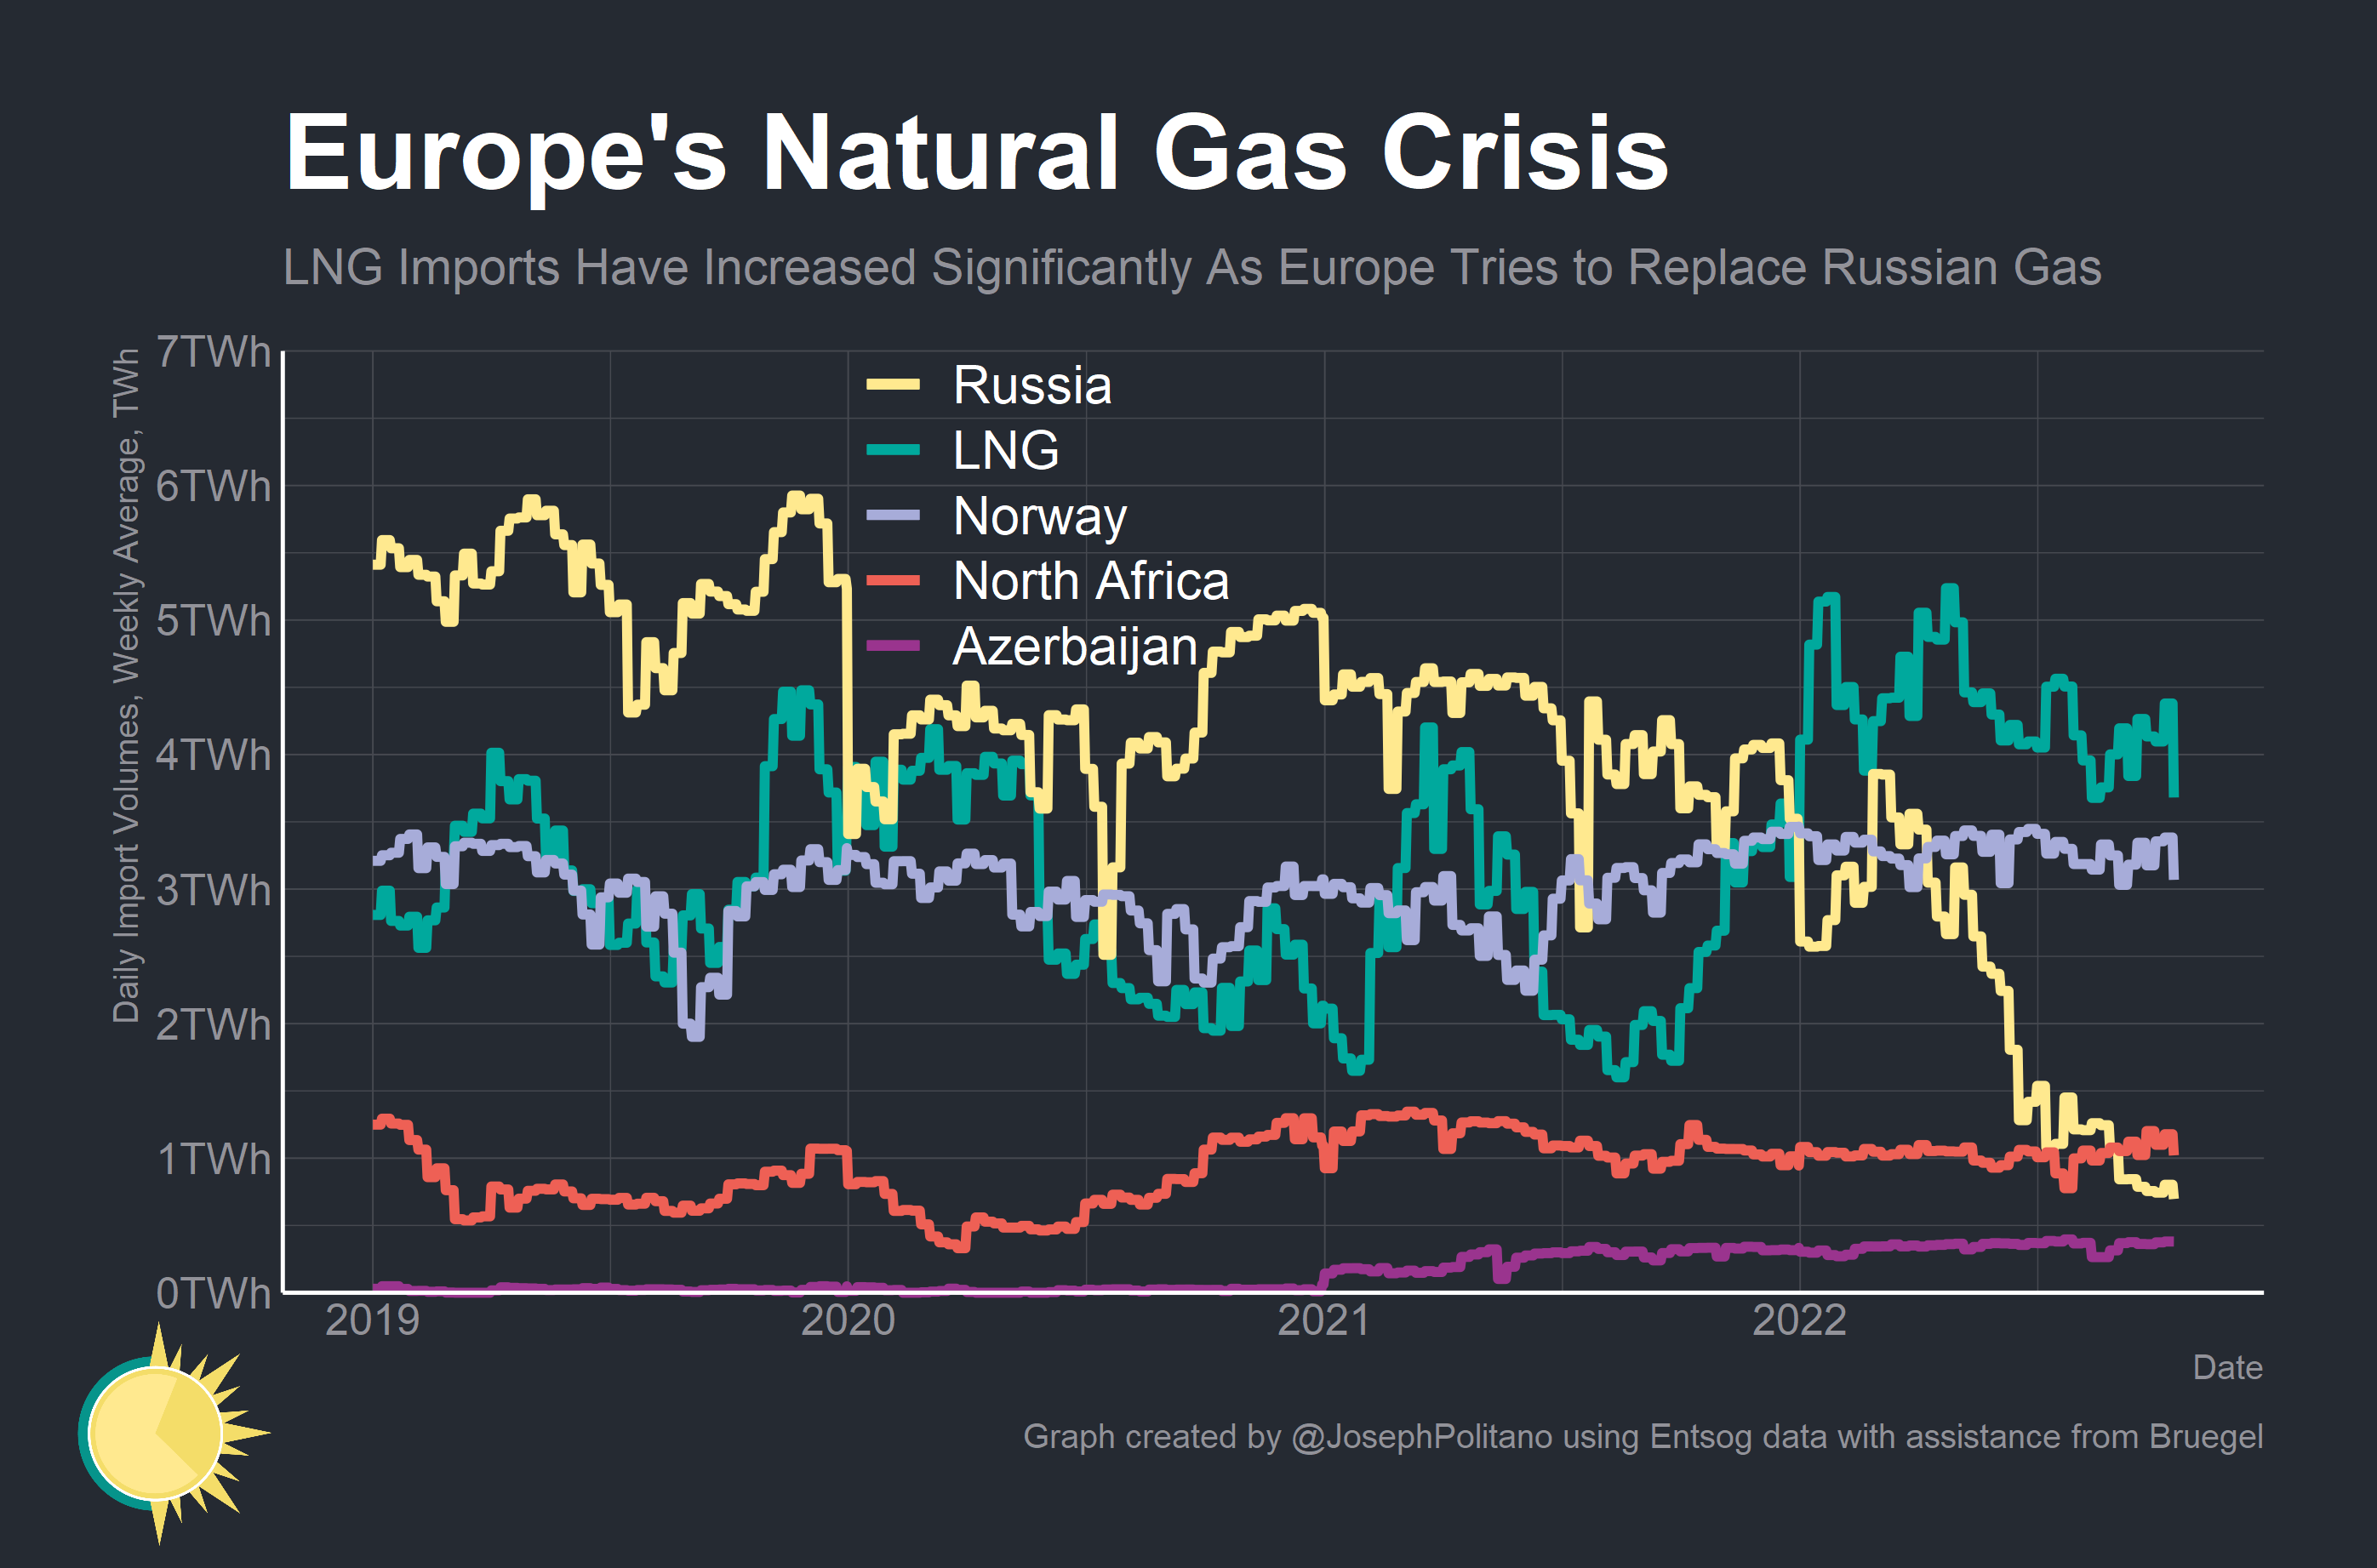 Europe's Natural Gas Crisis
LNG Imports Have Increased Significantly As Europe Tries to Replace Russian Gas
Daily Import Volumes, Weekly Average, TWh
7TWh
6TWh
5TWh
4TWh
3TWh
2TWh
1TWh
0TWh
Russia
LNG
Norway
North Africa
Azerbaijan
2019
2020
2021
2022
Date
Graph created by @JosephPolitano using Entsog data with assistance from Bruegel